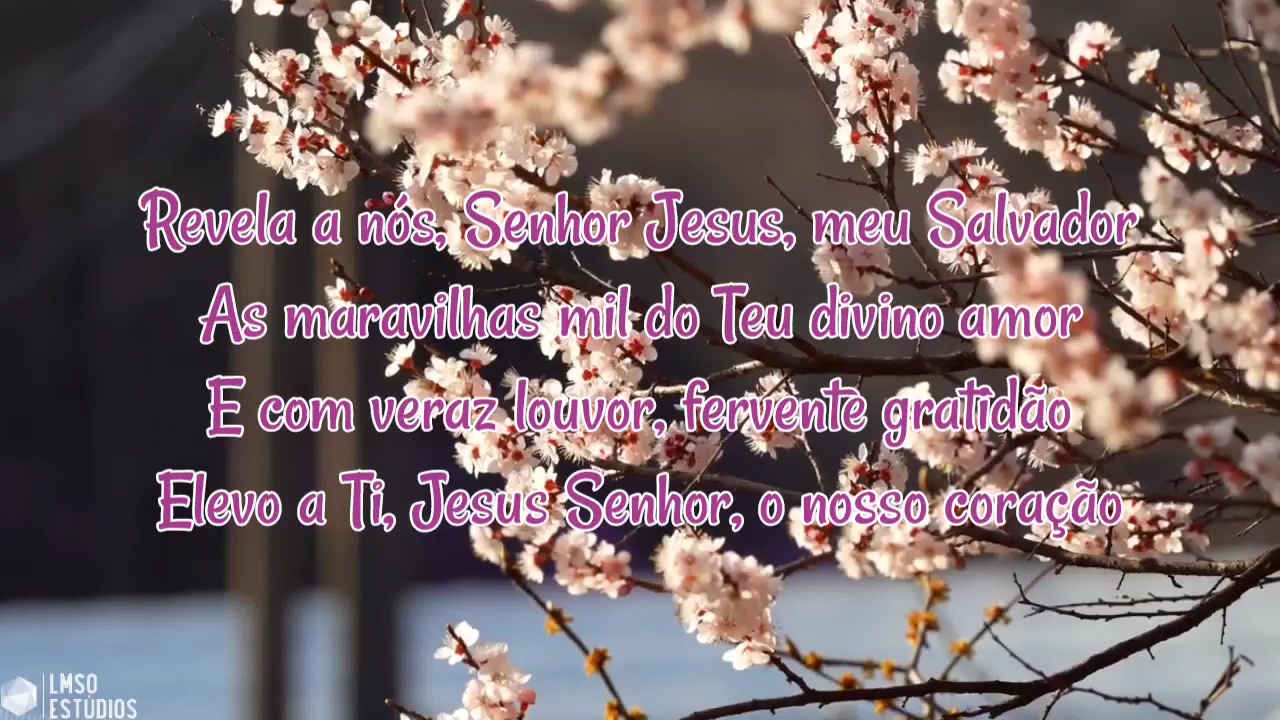 Revela a nós, Senhor Jesus, meu Salvador
As maravilhas mil do Teu divino amor
E com veraz louvor, fervente gratidão
Elevo a Ti, Jesus Senhor, o nosso coração
LMSO
ESTÚDIOS